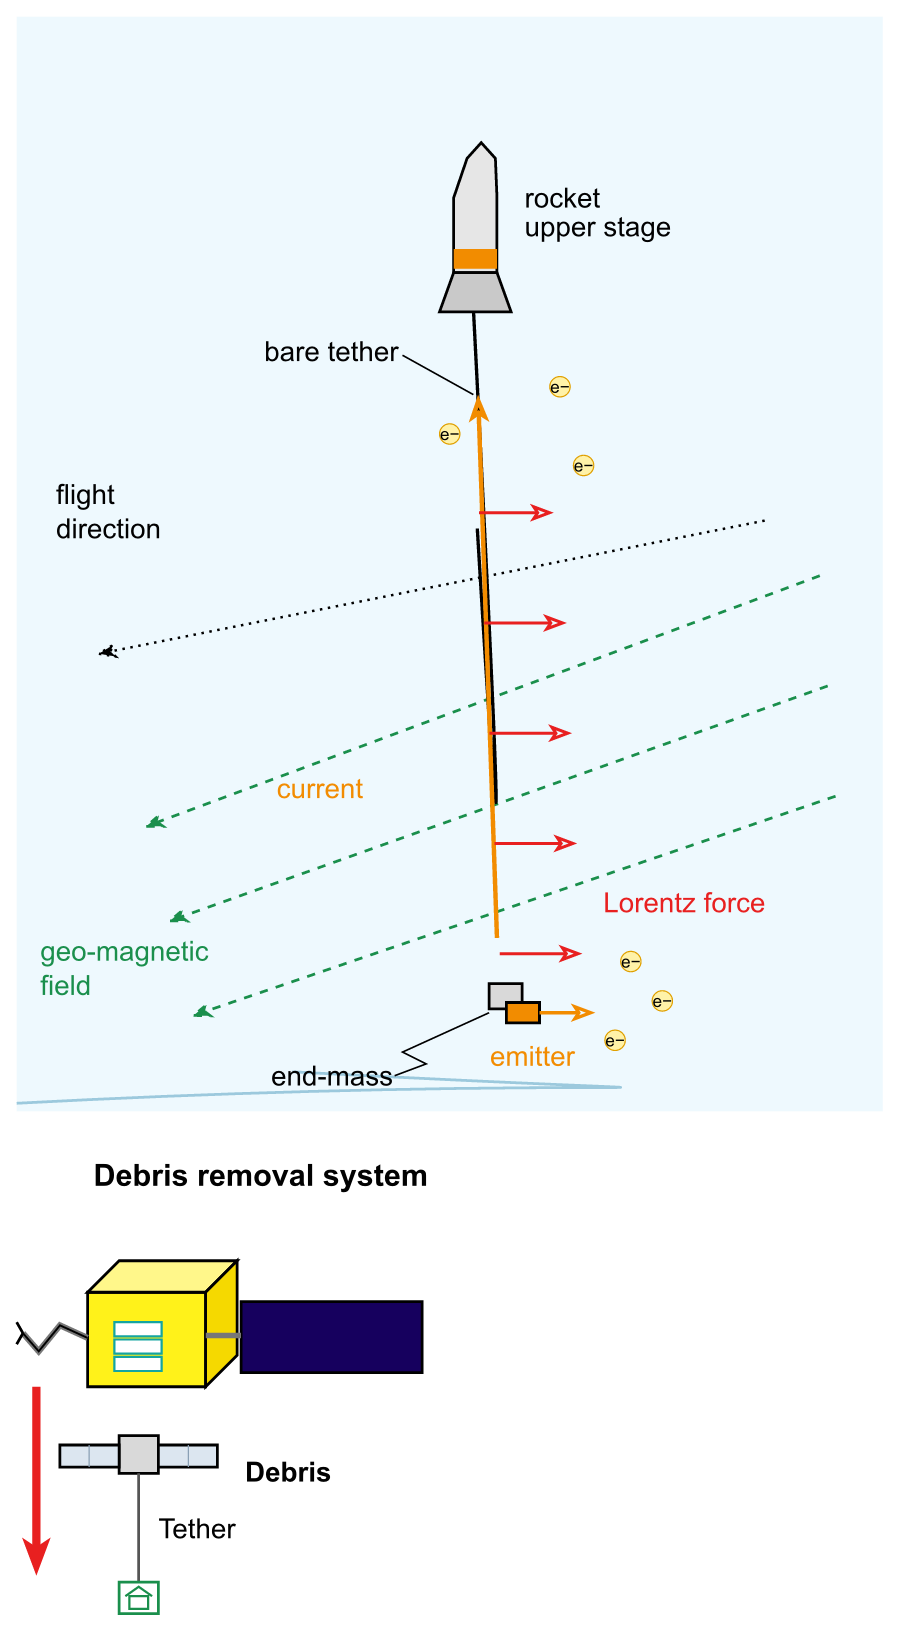 rocket
upper stage
bare tether
e−
e−
e−
flight
direction
current
Lorentz force
geo-magnetic
field
e−
e−
e−
emitter
end-mass
Debris removal system
Debris
Tether